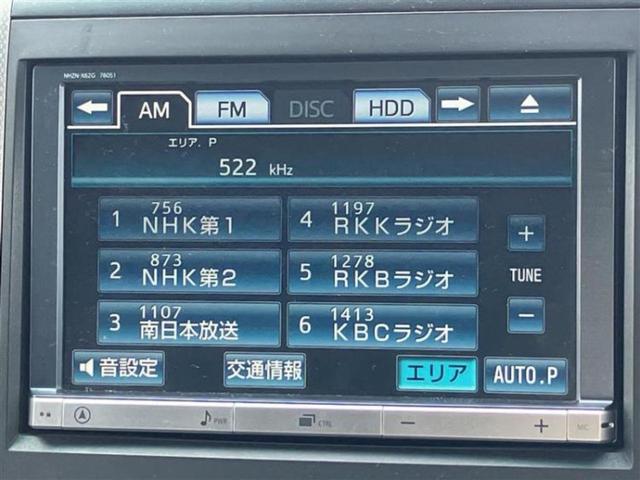 NHZN-X62G 76051
AM FM DISC HDD
エリア. P
522 kHz
1 756 NHK第1
4 1197 RKKラジオ
+
2 873 NHK第2
5 1278 RKBラジオ
TUNE
3 1107 南日本放送
6 1413 KBCラジオ
−
音設定 交通情報 エリア AUTO.P
PWR CTRL − + MIC